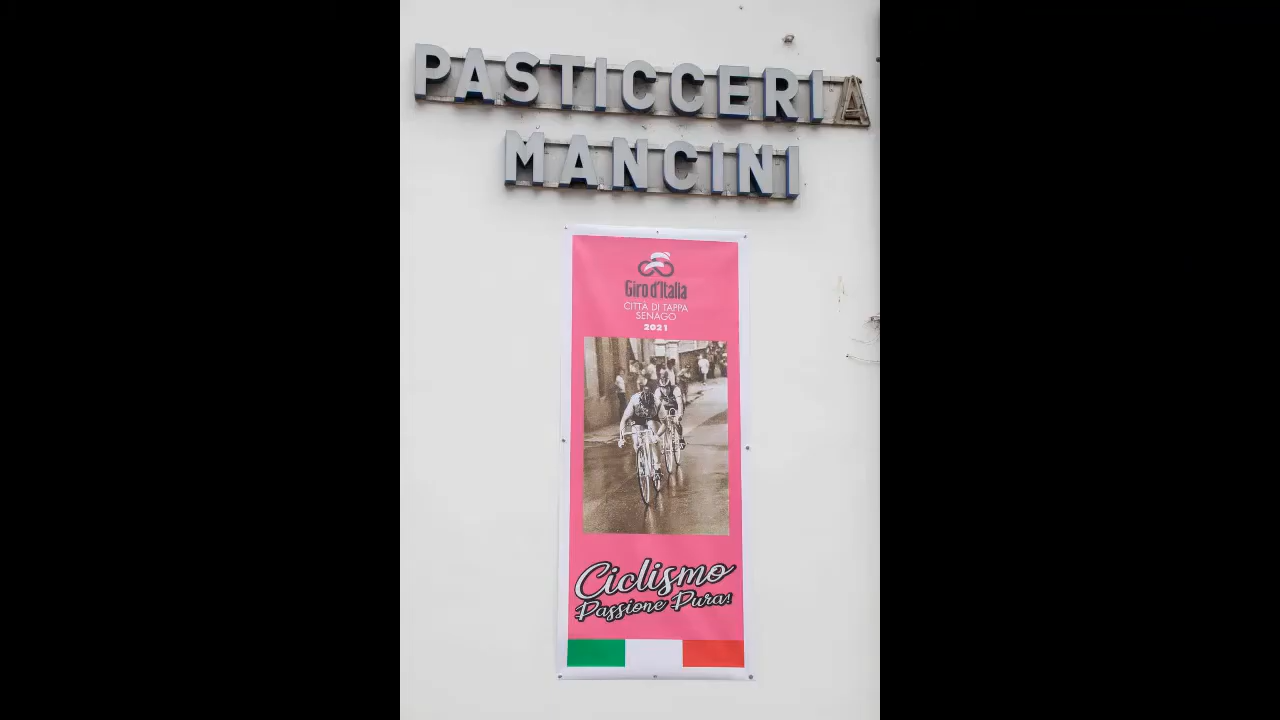 PASTICCERIA
MANCINI
Giro d'Italia
CITTÀ DI TAPPA
SENAGO
2021
Ciclismo
Passione Pura!